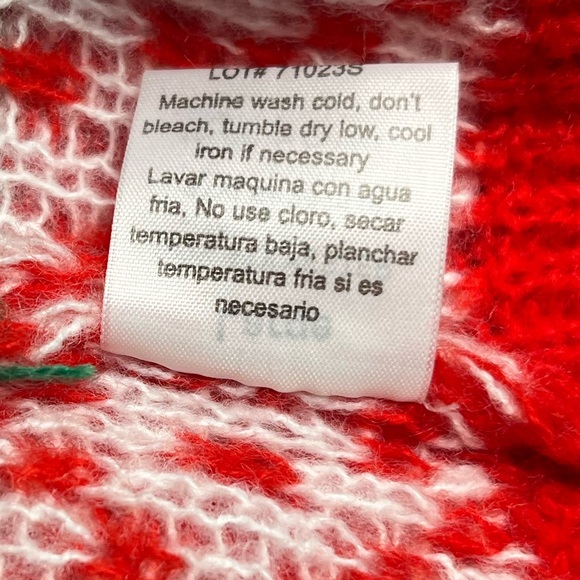 LOT# 71023S
Machine wash cold, don't
bleach, tumble dry low, cool
iron if necessary
Lavar maquina con agua
fria, No use cloro, secar
temperatura baja, planchar
temperatura fria si es
necesario